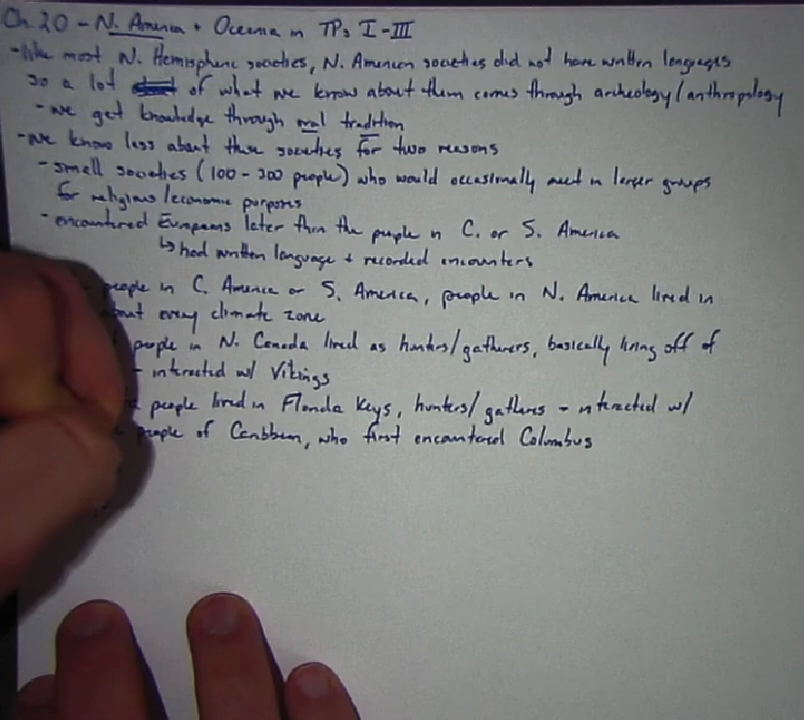 Ch. 20 - N. America + Oceania in TPs I-III
-like most N. Hemisphere societies, N. American societies did not have written languages
so a lot of what we know about them comes through archeology/anthropology
-we get knowledge through oral tradition
-we know less about these societies for two reasons
-small societies (100-300 people) who would occasionally meet in larger groups
for religious/economic purposes
-encountered Europeans later than the people in C. or S. America
↳ had written language + recorded encounters
people in C. America or S. America, people in N. America lived in
every climate zone
people in N. Canada lived as hunters/gatherers, basically living off of
- interacted w/ Vikings
people lived in Florida Keys, hunters/gathers - interacted w/
people of Caribbean, who first encountered Columbus